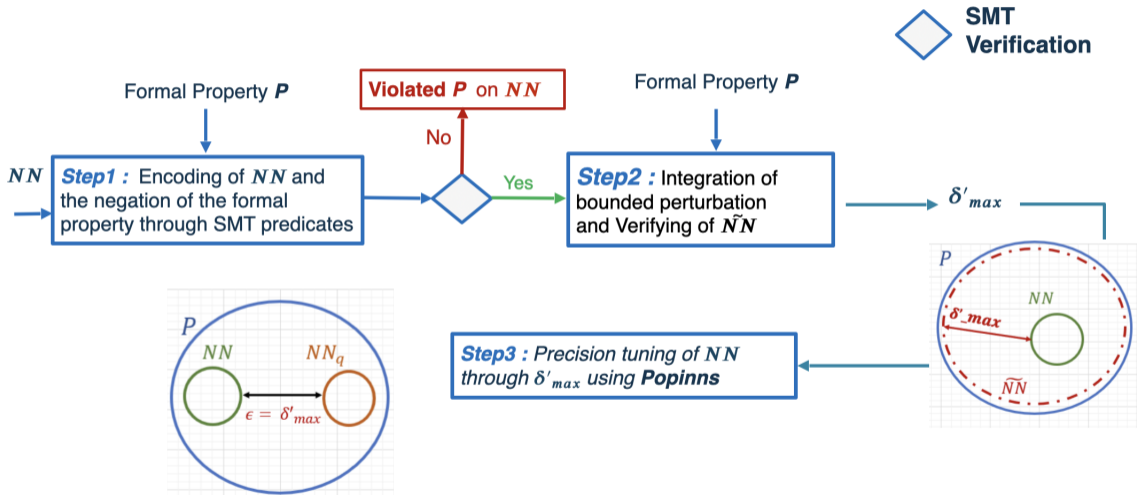 SMT
Verification
Formal Property P
Violated P on NN
Formal Property P
No
NN
Step1 : Encoding of NN and
the negation of the formal
property through SMT predicates
Yes
Step2 : Integration of
bounded perturbation
and Verifying of ÑN
δ'max
P
NN
δ'_max
ÑN
P
NN
NNq
ϵ = δ'max
Step3 : Precision tuning of NN
through δ'max using Popinns